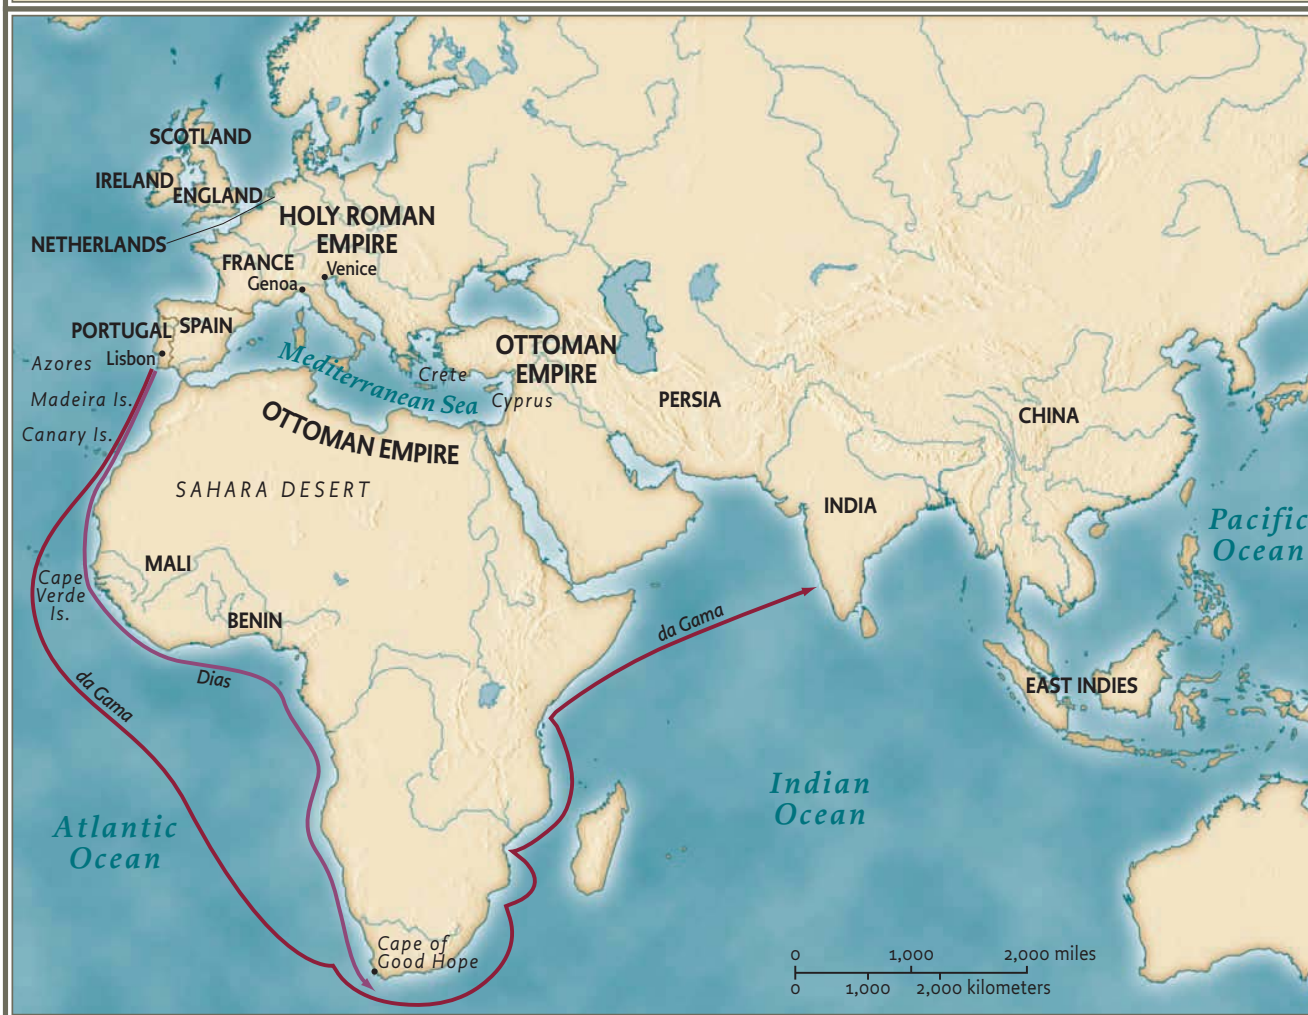 SCOTLAND
IRELAND
ENGLAND
NETHERLANDS
HOLY ROMAN
EMPIRE
FRANCE
Venice
Genoa
PORTUGAL
SPAIN
Lisbon
Azores
Madeira Is.
Canary Is.
Mediterranean Sea
Crete
Cyprus
OTTOMAN
EMPIRE
OTTOMAN EMPIRE
PERSIA
CHINA
SAHARA DESERT
INDIA
Pacific
Ocean
MALI
Cape
Verde
Is.
BENIN
da Gama
Dias
da Gama
EAST INDIES
Indian
Ocean
Atlantic
Ocean
Cape of
Good Hope
0 1,000 2,000 miles
0 1,000 2,000 kilometers